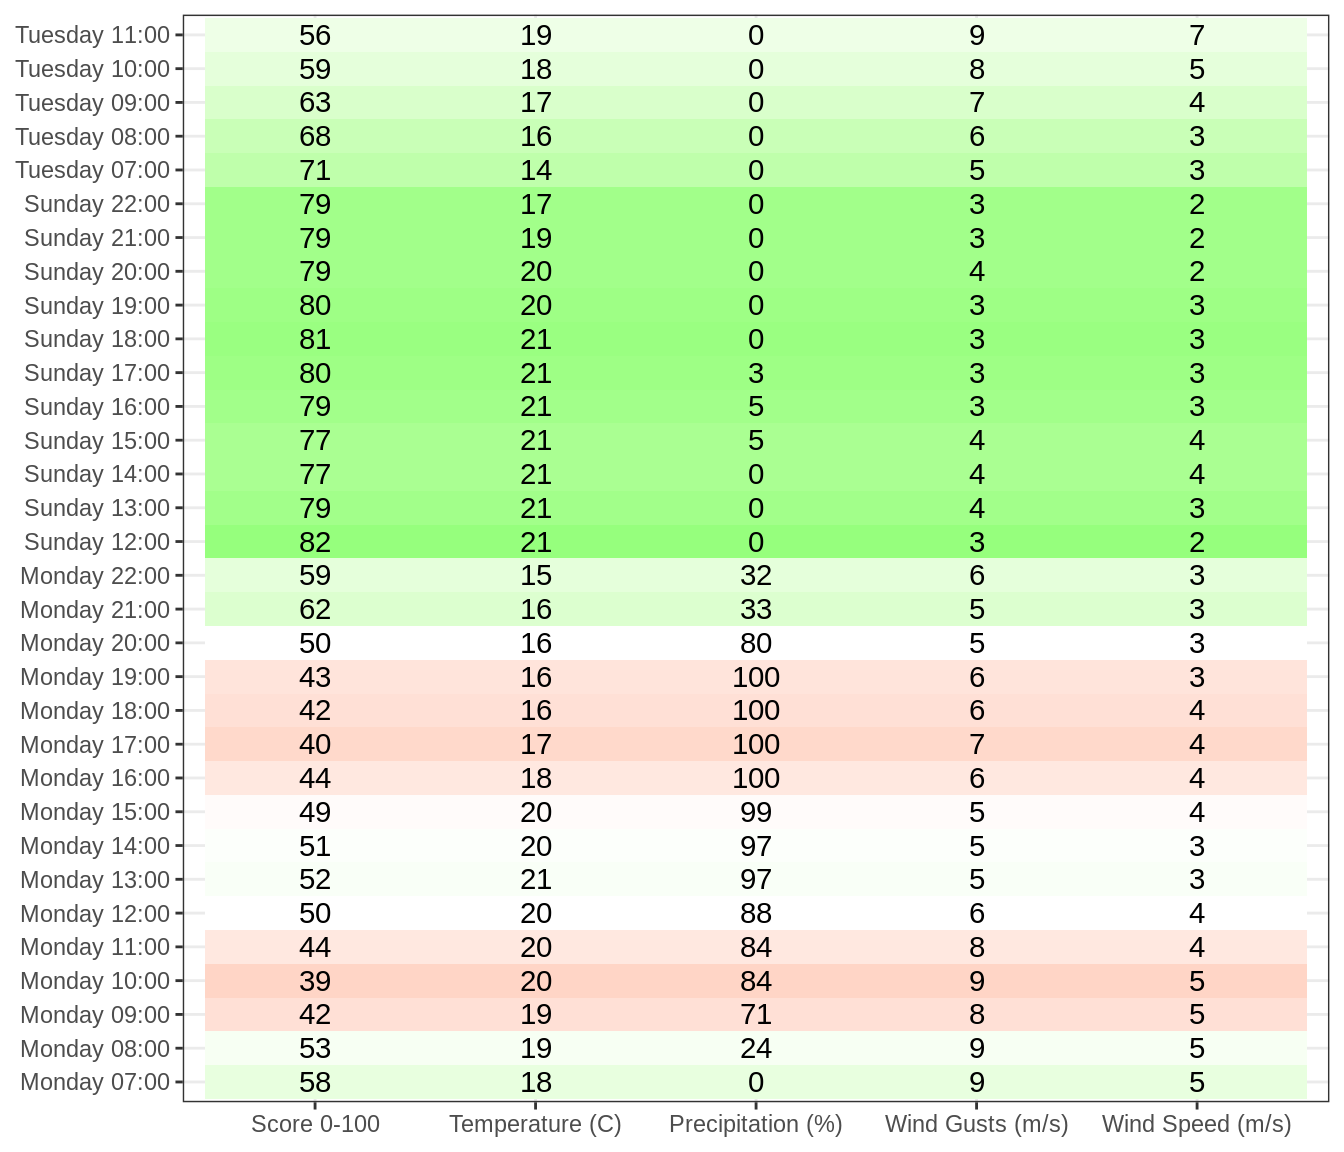 Tuesday 11:00 56 19 0 9 7
Tuesday 10:00 59 18 0 8 5
Tuesday 09:00 63 17 0 7 4
Tuesday 08:00 68 16 0 6 3
Tuesday 07:00 71 14 0 5 3
Sunday 22:00 79 17 0 3 2
Sunday 21:00 79 19 0 3 2
Sunday 20:00 79 20 0 4 2
Sunday 19:00 80 20 0 3 3
Sunday 18:00 81 21 0 3 3
Sunday 17:00 80 21 3 3 3
Sunday 16:00 79 21 5 3 3
Sunday 15:00 77 21 5 4 4
Sunday 14:00 77 21 0 4 4
Sunday 13:00 79 21 0 4 3
Sunday 12:00 82 21 0 3 2
Monday 22:00 59 15 32 6 3
Monday 21:00 62 16 33 5 3
Monday 20:00 50 16 80 5 3
Monday 19:00 43 16 100 6 3
Monday 18:00 42 16 100 6 4
Monday 17:00 40 17 100 7 4
Monday 16:00 44 18 100 6 4
Monday 15:00 49 20 99 5 4
Monday 14:00 51 20 97 5 3
Monday 13:00 52 21 97 5 3
Monday 12:00 50 20 88 6 4
Monday 11:00 44 20 84 8 4
Monday 10:00 39 20 84 9 5
Monday 09:00 42 19 71 8 5
Monday 08:00 53 19 24 9 5
Monday 07:00 58 18 0 9 5
Score 0-100 Temperature (C) Precipitation (%) Wind Gusts (m/s) Wind Speed (m/s)